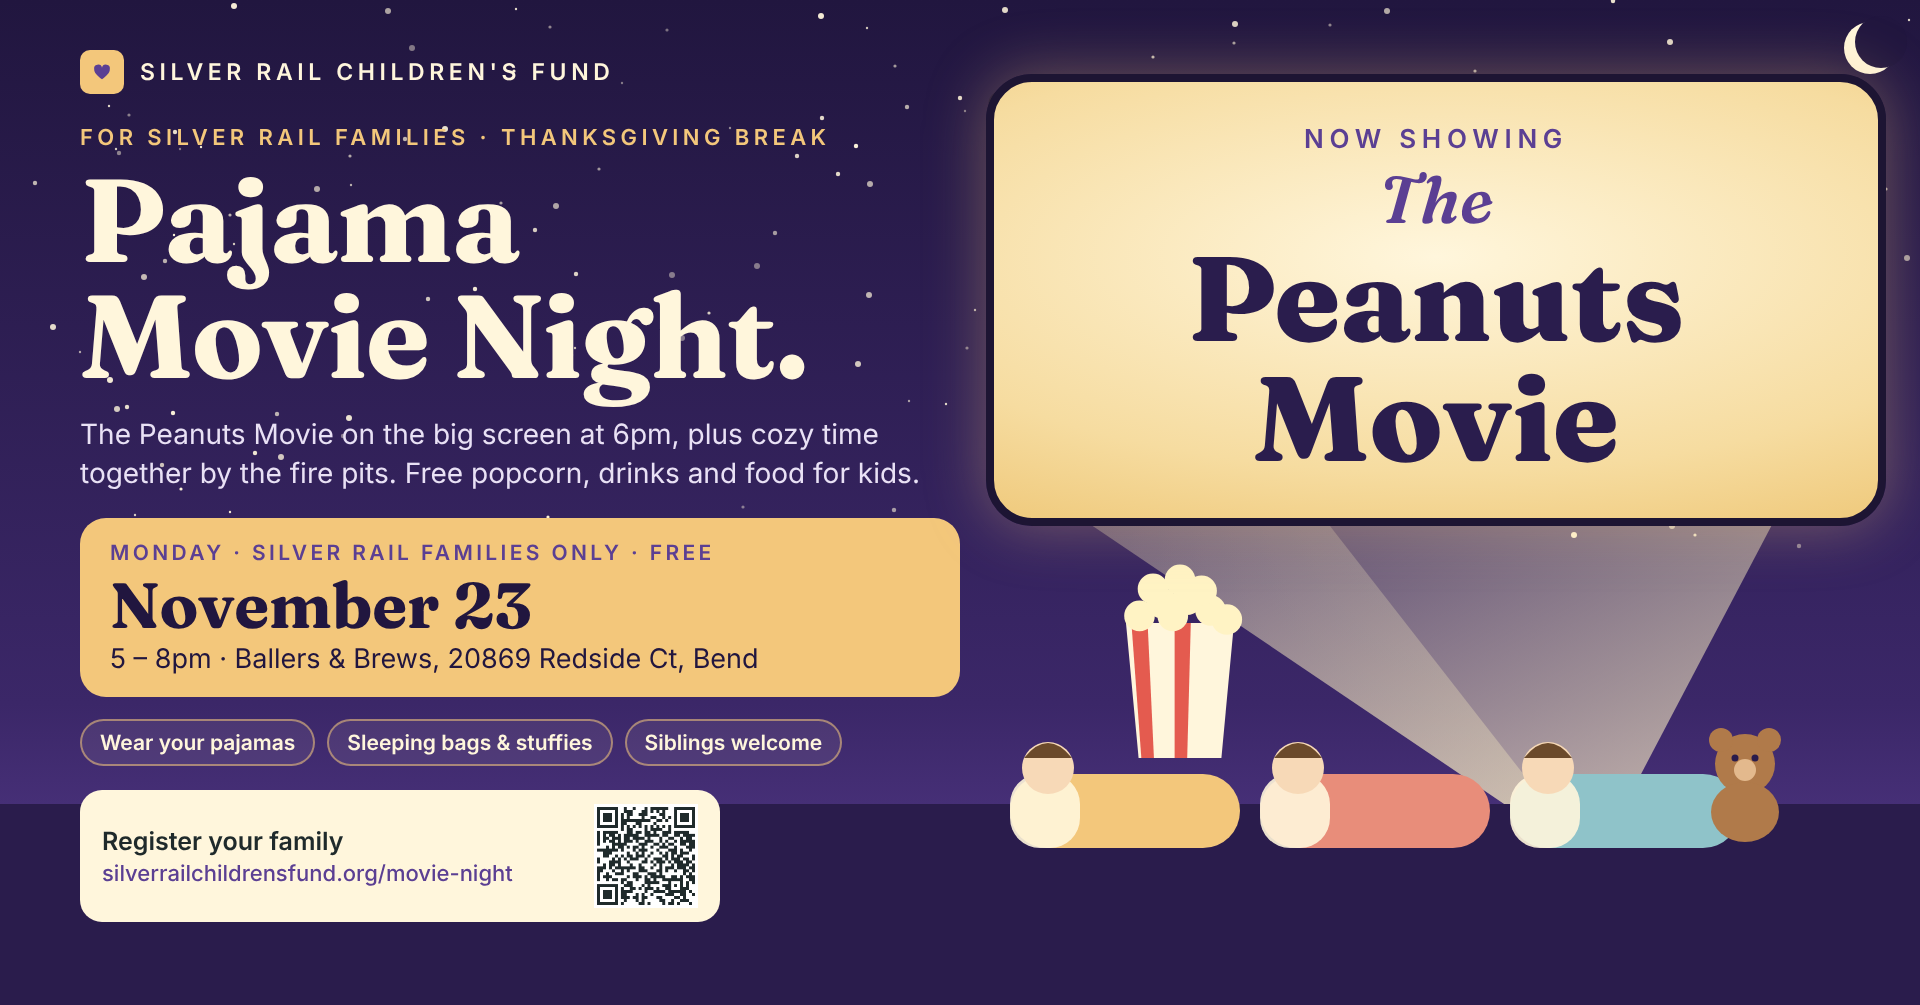 SILVER RAIL CHILDREN'S FUND
FOR SILVER RAIL FAMILIES · THANKSGIVING BREAK
Pajama
Movie Night.
The Peanuts Movie on the big screen at 6pm, plus cozy time
together by the fire pits. Free popcorn, drinks and food for kids.
MONDAY · SILVER RAIL FAMILIES ONLY · FREE
November 23
5 – 8pm · Ballers & Brews, 20869 Redside Ct, Bend
Wear your pajamas
Sleeping bags & stuffies
Siblings welcome
Register your family
silverrailchildrensfund.org/movie-night
NOW SHOWING
The
Peanuts
Movie